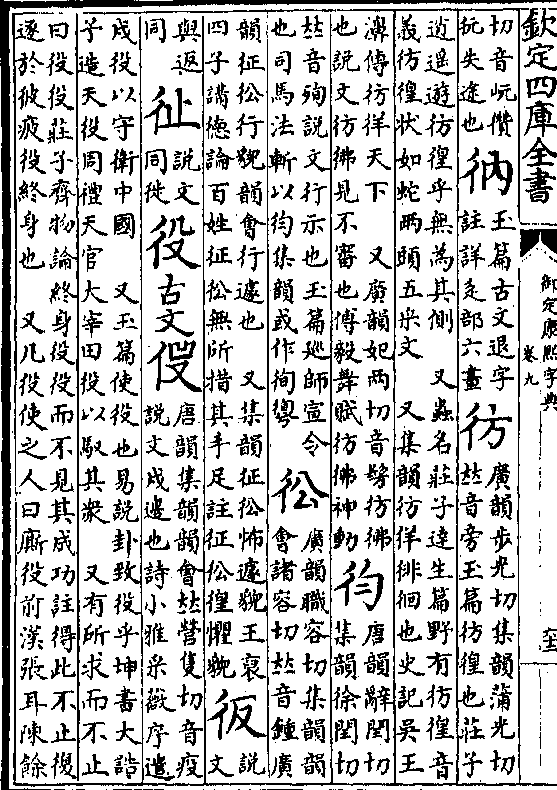 欽定四庫全書
御定康熙字典
卷九
切音岏儹
抏失途也
𢓇
玉篇古文退字
註詳辵部六畫
彷
廣韻步光切集韻蒲光切
𠀤音旁玉篇彷徨也莊子
逍遙遊彷徨乎無為其側　又蟲名莊子達生篇野有彷徨音
義彷徨狀如蛇兩頭五采文　又集韻彷徉徘徊也史記吳王
濞傳彷徉天下　又廣韻妃兩切音髣彷彿
也說文彷彿見不審也傅毅舞賦彷彿神動
𢓈
唐韻辭閏切
集韻徐閏切
𠀤音殉說文行示也玉篇廵師宣令
也司馬法斬以𢓈集韻或作徇
彸
廣韻職容切集韻韻
會諸容切𠀤音鍾廣
韻征彸行貌韻會行遽也　又集韻征彸怖遽貌王褒
四子講德論百姓征彸無所措其手足註征彸惶懼貌
𢓉
說
文
與返
同
𢓊
說文
同徙
役
古文
伇
唐韻集韻韻會𠀤營隻切音疫
說文戍邊也詩小雅采薇序遣
戍役以守衛中國　又玉篇使役也易說卦致役乎坤書大誥
予造天役周禮天官大宰田役以馭其衆　又有所求而不止
曰役役莊子齊物論終身役役而不見其成功註得此不止復
逐於彼疲役終身也　又凡役使之人曰廝役前漢張耳陳餘